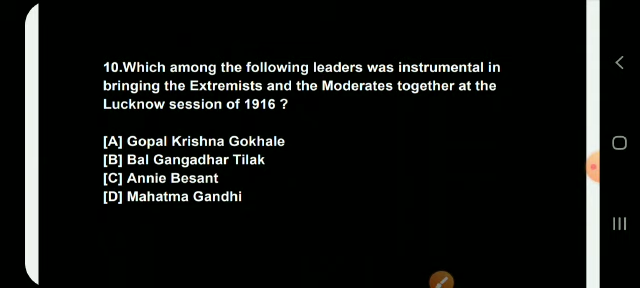 10.Which among the following leaders was instrumental in
bringing the Extremists and the Moderates together at the
Lucknow session of 1916 ?
[A] Gopal Krishna Gokhale
[B] Bal Gangadhar Tilak
[C] Annie Besant
[D] Mahatma Gandhi